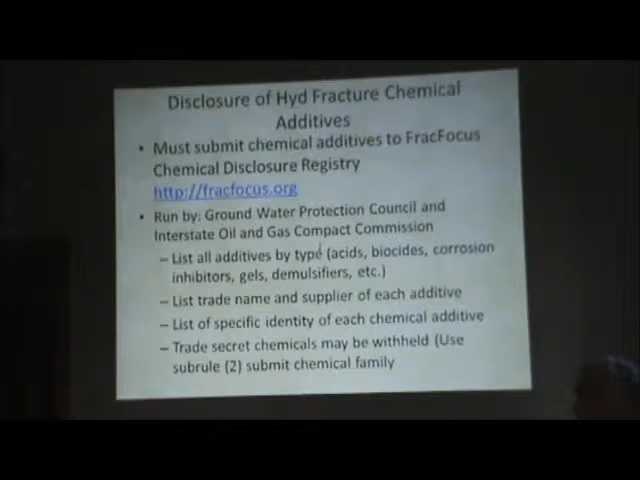 Disclosure of Hyd Fracture Chemical
Additives
• Must submit chemical additives to FracFocus
Chemical Disclosure Registry
http://fracfocus.org
• Run by: Ground Water Protection Council and
Interstate Oil and Gas Compact Commission
– List all additives by type (acids, biocides, corrosion
inhibitors, gels, demulsifiers, etc.)
– List trade name and supplier of each additive
– List of specific identity of each chemical additive
– Trade secret chemicals may be withheld (Use
subrule (2) submit chemical family